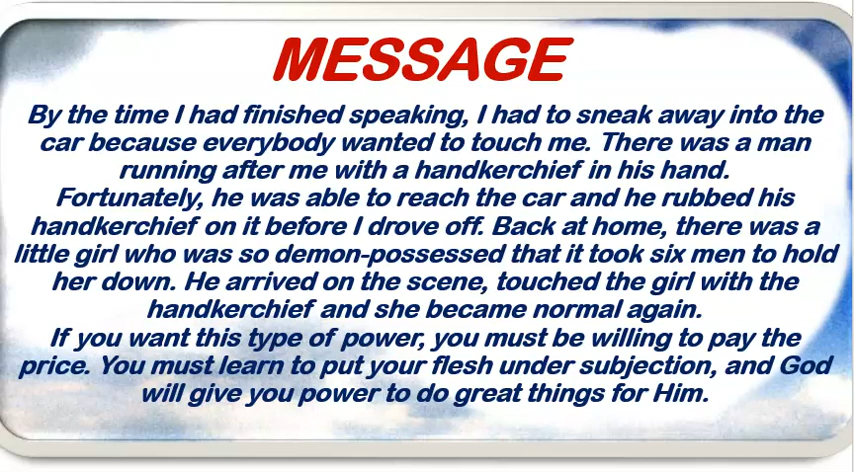 MESSAGE
By the time I had finished speaking, I had to sneak away into the
car because everybody wanted to touch me. There was a man
running after me with a handkerchief in his hand.
Fortunately, he was able to reach the car and he rubbed his
handkerchief on it before I drove off. Back at home, there was a
little girl who was so demon-possessed that it took six men to hold
her down. He arrived on the scene, touched the girl with the
handkerchief and she became normal again.
If you want this type of power, you must be willing to pay the
price. You must learn to put your flesh under subjection, and God
will give you power to do great things for Him.